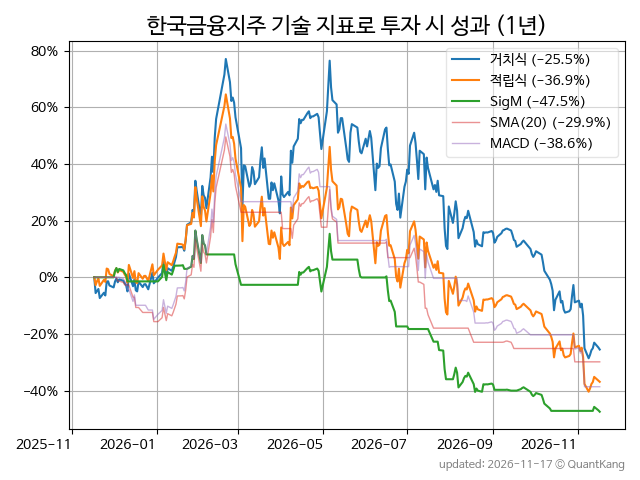 한국금융지주 기술 지표로 투자 시 성과 (1년)
80%
60%
40%
20%
0%
−20%
−40%
거치식 (−25.5%)
적립식 (−36.9%)
SigM (−47.5%)
SMA(20) (−29.9%)
MACD (−38.6%)
2025-11 2026-01 2026-03 2026-05 2026-07 2026-09 2026-11
updated: 2026-11-17 © QuantKang